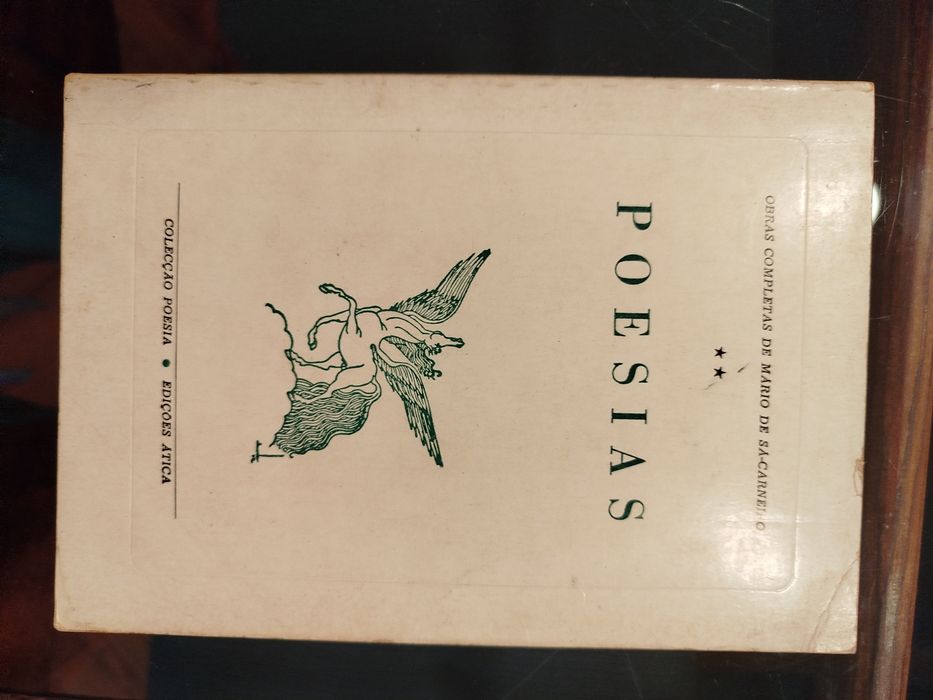 OBRAS COMPLETAS DE MÁRIO DE SÁ-CARNEIRO
★★
POESIAS
COLECÇÃO POESIA ● EDIÇÕES ÁTICA